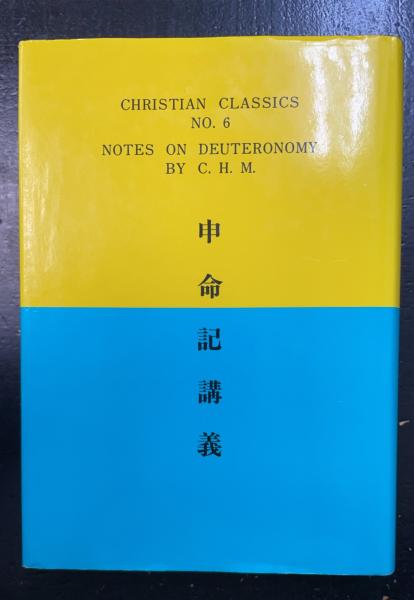 CHRISTIAN CLASSICS
NO. 6
NOTES ON DEUTERONOMY
BY C. H. M.
申命記講義